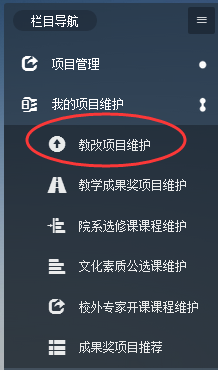 栏目导航
项目管理
我的项目维护
教改项目维护
教学成果奖项目维护
院系选修课课程维护
文化素质公选课维护
校外专家开课课程维护
成果奖项目推荐